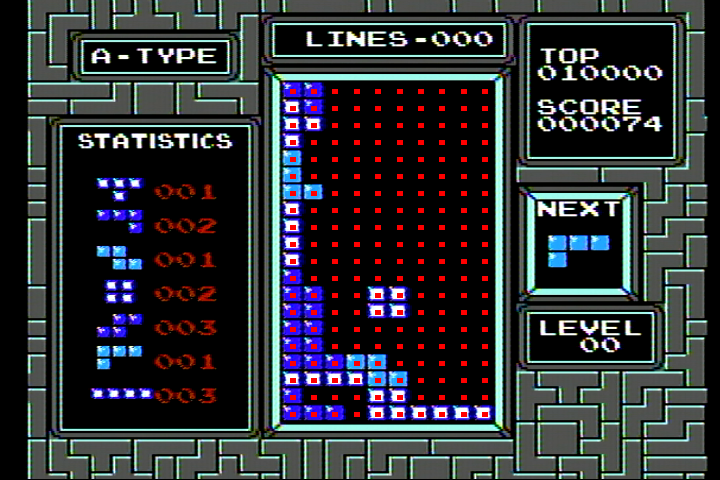 A-TYPE
LINES-000
TOP
010000
SCORE
000074
STATISTICS
001
002
001
002
003
001
003
NEXT
LEVEL
00